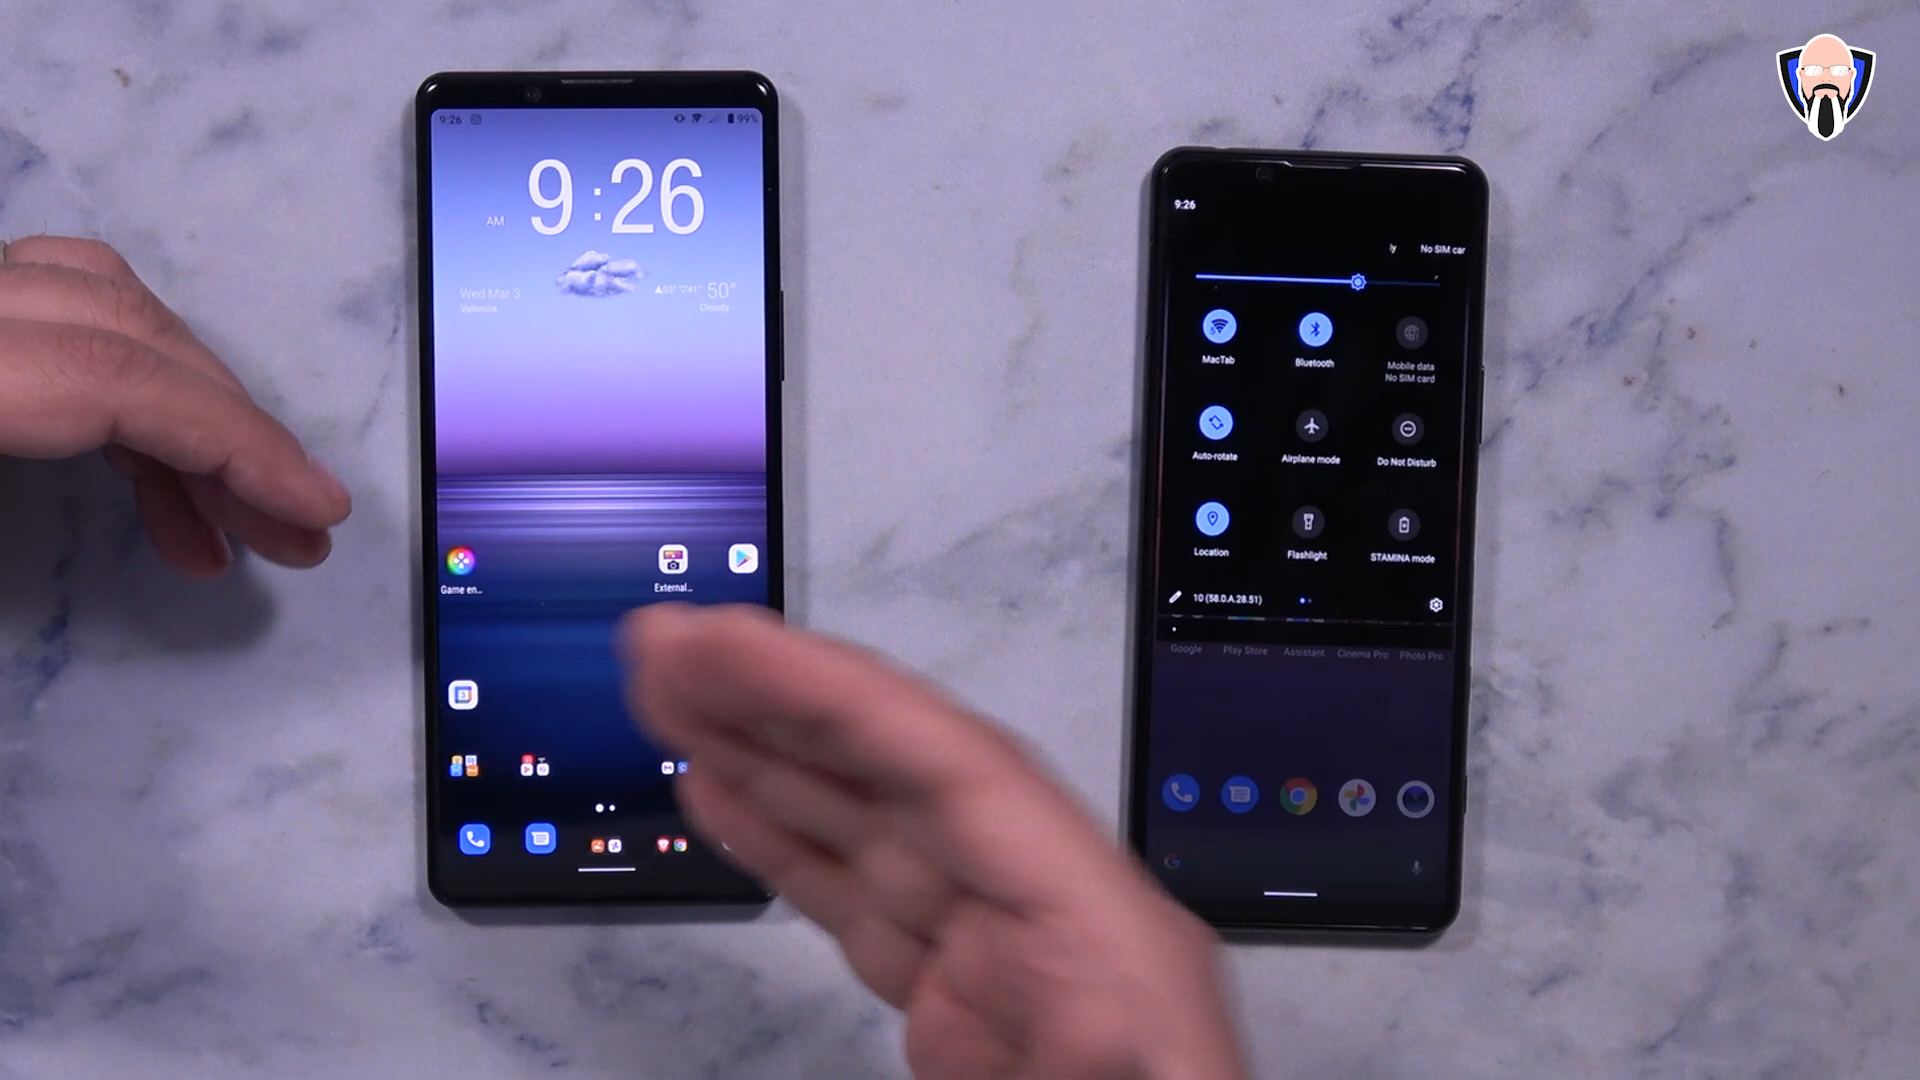 9:26
99%
9:26
AM
Wed Mar 3
Valencia
50°
Cloudy
Game en...
External...
9:26
No SIM car
MacTab
Bluetooth
Mobile data
No SIM card
Auto-rotate
Airplane mode
Do Not Disturb
Location
Flashlight
STAMINA mode
10 (58.0.A.28.51)
Google
Play Store
Assistant
Cinema Pro
Photo Pro